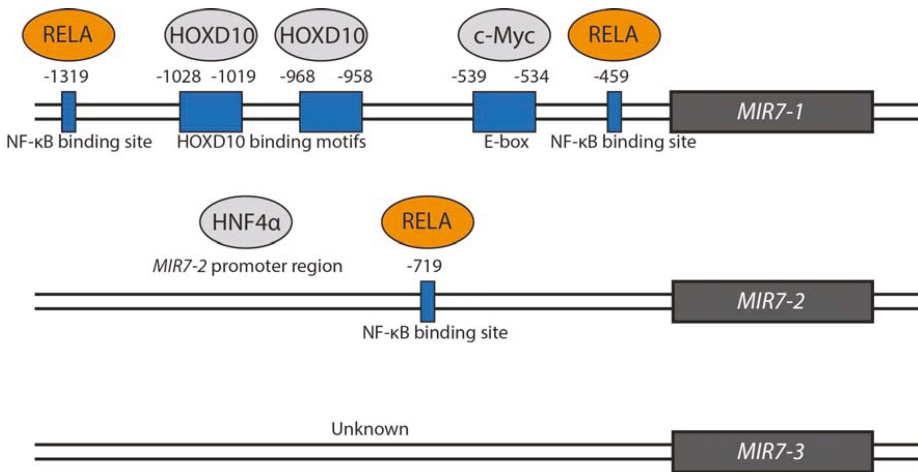 RELA HOXD10 HOXD10 c-Myc RELA
-1319 -1028 -1019 -968 -958 -539 -534 -459
MIR7-1
NF-κB binding site HOXD10 binding motifs E-box NF-κB binding site
HNF4α RELA
MIR7-2 promoter region -719
MIR7-2
NF-κB binding site
Unknown
MIR7-3